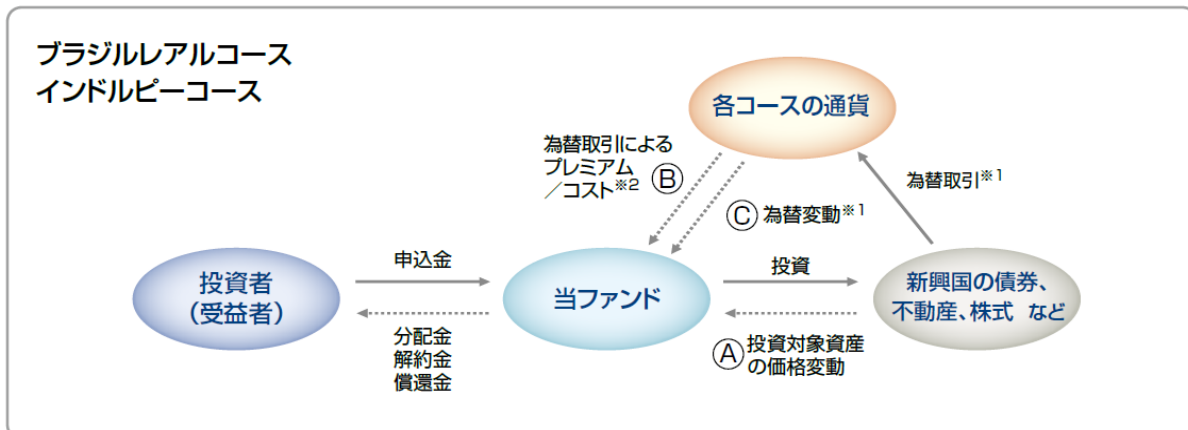 ブラジルレアルコース
インドルピーコース
各コースの通貨
為替取引による
プレミアム
／コスト※2
Ⓑ
Ⓒ 為替変動※1
為替取引※1
投資者
（受益者）
申込金
分配金
解約金
償還金
当ファンド
投資
Ⓐ 投資対象資産
の価格変動
新興国の債券、
不動産、株式 など